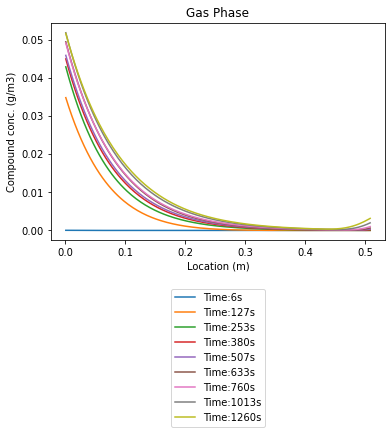 Gas Phase
Compound conc. (g/m3)
0.05
0.04
0.03
0.02
0.01
0.00
0.0 0.1 0.2 0.3 0.4 0.5
Location (m)
Time:6s
Time:127s
Time:253s
Time:380s
Time:507s
Time:633s
Time:760s
Time:1013s
Time:1260s